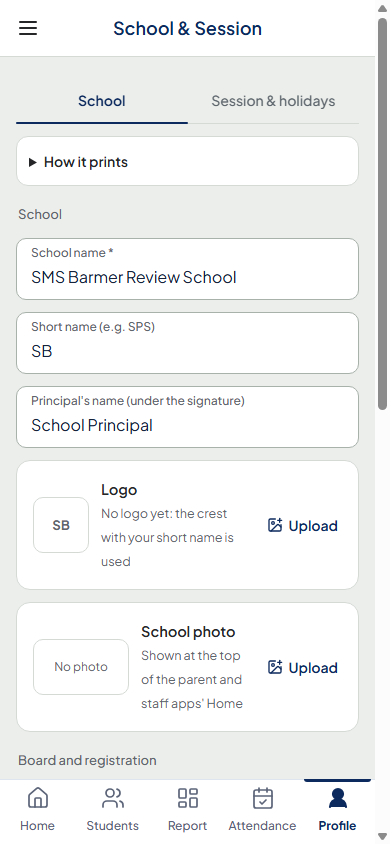 School & Session
School
Session & holidays
How it prints
School
School name *
SMS Barmer Review School
Short name (e.g. SPS)
SB
Principal's name (under the signature)
School Principal
SB
Logo
No logo yet: the crest
with your short name is
used
Upload
No photo
School photo
Shown at the top
of the parent and
staff apps' Home
Upload
Board and registration
Home
Students
Report
Attendance
Profile